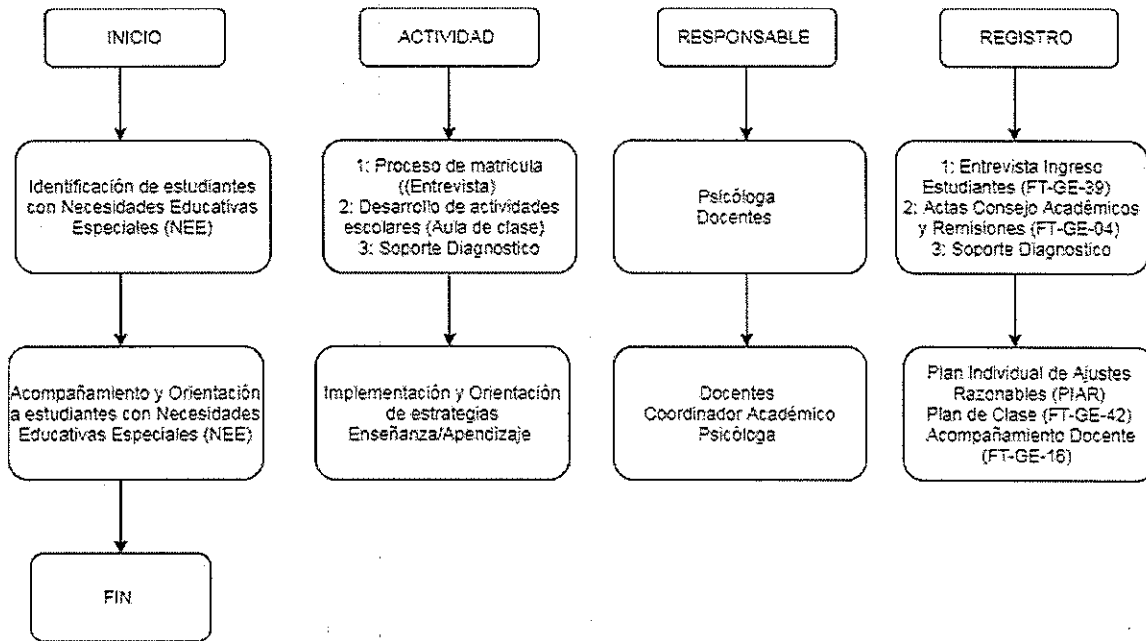 INICIO
ACTIVIDAD
RESPONSABLE
REGISTRO
Identificación de estudiantes
con Necesidades Educativas
Especiales (NEE)
1: Proceso de matrícula
((Entrevista)
2: Desarrollo de actividades
escolares (Aula de clase)
3: Soporte Diagnostico
Psicóloga
Docentes
1: Entrevista Ingreso
Estudiantes (FT-GE-39)
2: Actas Consejo Académicos
y Remisiones (FT-GE-04)
3: Soporte Diagnostico
Acompañamiento y Orientación
a estudiantes con Necesidades
Educativas Especiales (NEE)
Implementación y Orientación
de estrategias
Enseñanza/Apendizaje
Docentes
Coordinador Académico
Psicóloga
Plan Individual de Ajustes
Razonables (PIAR)
Plan de Clase (FT-GE-42)
Acompañamiento Docente
(FT-GE-18)
FIN